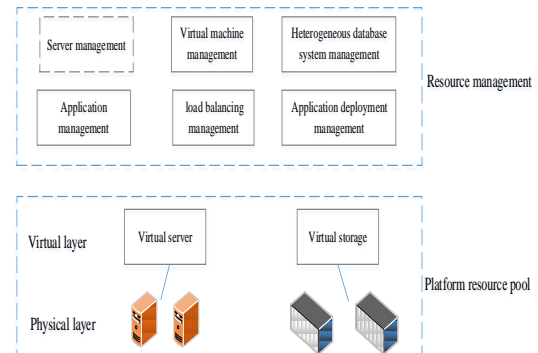 Server management
Virtual machine
management
Heterogeneous database
system management
Resource management
Application
management
load balancing
management
Application deployment
management
Virtual layer
Virtual server
Virtual storage
Platform resource pool
Physical layer